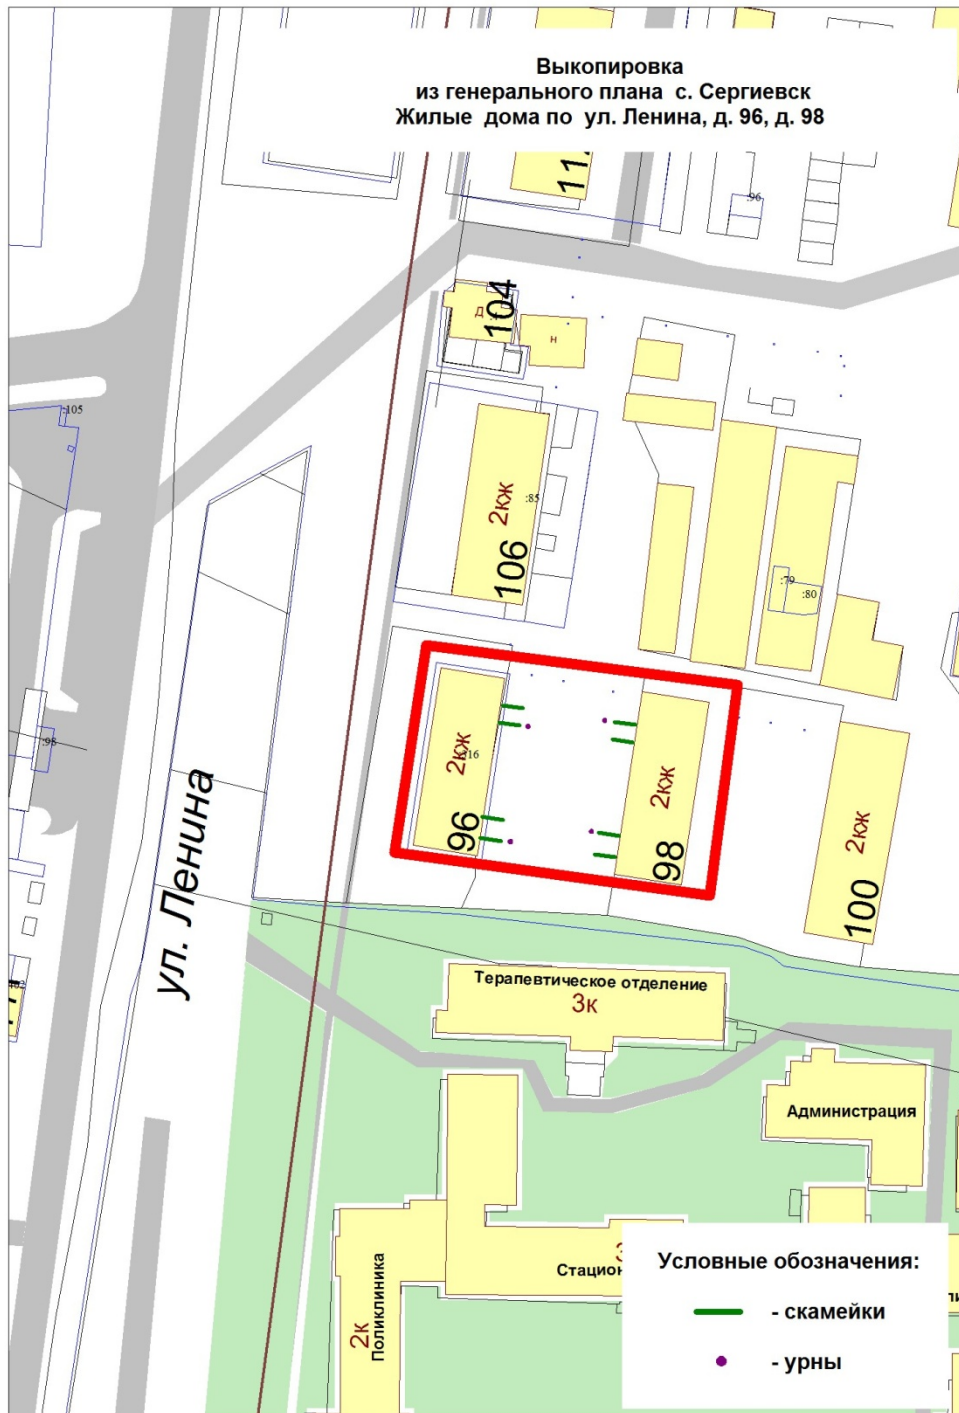 Выкопировка
из генерального плана с. Сергиевск
Жилые дома по ул. Ленина, д. 96, д. 98
:96
104
Д
н
:105
2кж
:85
106
:79
:80
2кж
96
2кж
98
2кж
100
:98
ул. Ленина
Терапевтическое отделение
3к
Администрация
Поликлиника
2к
Условные обозначения:
- скамейки
- урны